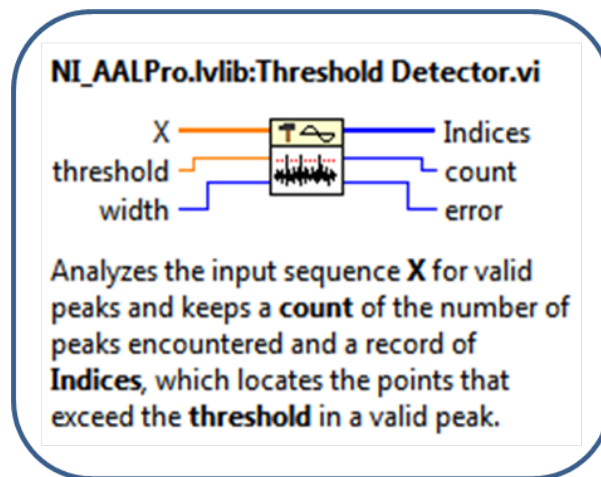 NI_AALPro.lvlib:Threshold Detector.vi
X
Indices
threshold
count
width
error
Analyzes the input sequence X for valid
peaks and keeps a count of the number of
peaks encountered and a record of
Indices, which locates the points that
exceed the threshold in a valid peak.